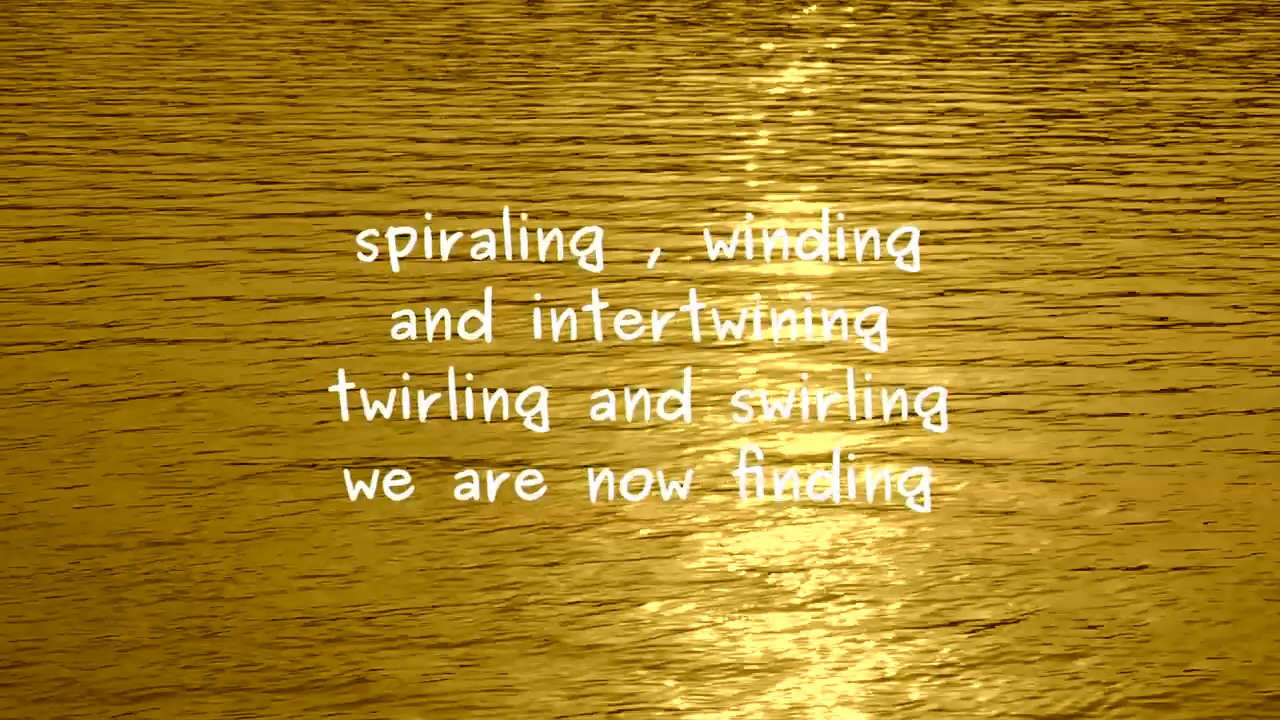 spiraling , winding
and intertwining
twirling and swirling
we are now finding